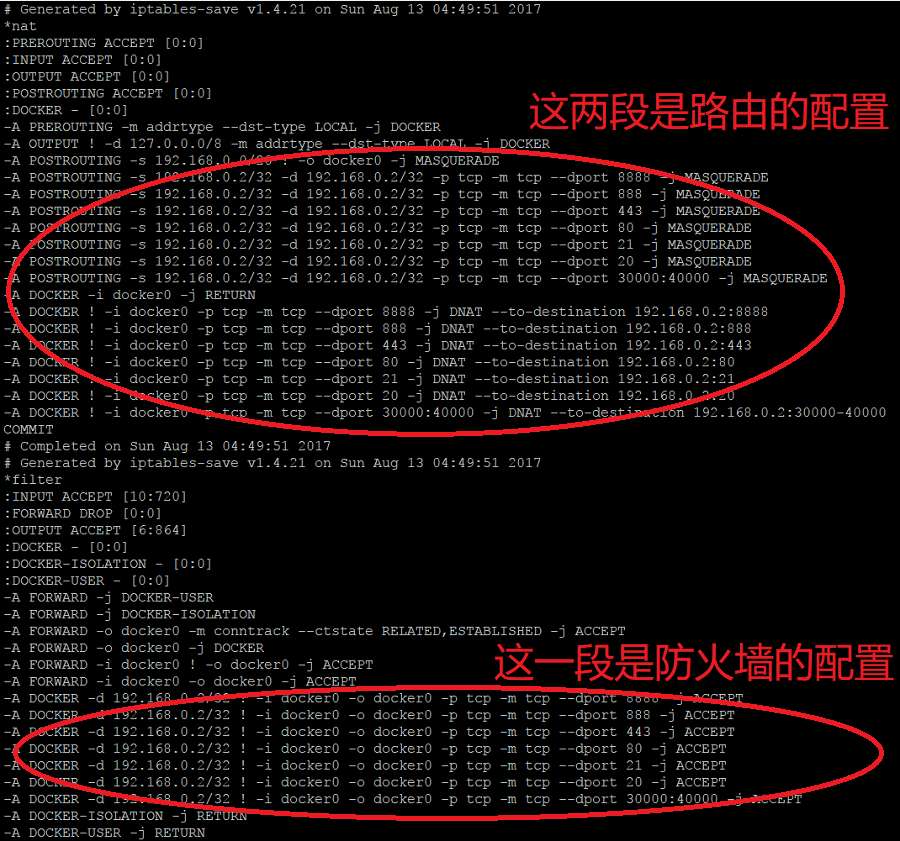 # Generated by iptables-save v1.4.21 on Sun Aug 13 04:49:51 2017
*nat
:PREROUTING ACCEPT [0:0]
:INPUT ACCEPT [0:0]
:OUTPUT ACCEPT [0:0]
:POSTROUTING ACCEPT [0:0]
:DOCKER - [0:0]
这两段是路由的配置
-A PREROUTING -m addrtype --dst-type LOCAL -j DOCKER
-A OUTPUT ! -d 127.0.0.0/8 -m addrtype --dst-type LOCAL -j DOCKER
-A POSTROUTING -s ! -o docker0 -j MASQUERADE
-A POSTROUTING -s 192.168.0.2/32 -d 192.168.0.2/32 -p tcp -m tcp --dport 8888 -j MASQUERADE
-A POSTROUTING -s 192.168.0.2/32 -d 192.168.0.2/32 -p tcp -m tcp --dport 888 -j MASQUERADE
-A POSTROUTING -s 192.168.0.2/32 -d 192.168.0.2/32 -p tcp -m tcp --dport 443 -j MASQUERADE
-A POSTROUTING -s 192.168.0.2/32 -d 192.168.0.2/32 -p tcp -m tcp --dport 80 -j MASQUERADE
-A POSTROUTING -s 192.168.0.2/32 -d 192.168.0.2/32 -p tcp -m tcp --dport 21 -j MASQUERADE
-A POSTROUTING -s 192.168.0.2/32 -d 192.168.0.2/32 -p tcp -m tcp --dport 20 -j MASQUERADE
-A POSTROUTING -s 192.168.0.2/32 -d 192.168.0.2/32 -p tcp -m tcp --dport 30000:40000 -j MASQUERADE
-A DOCKER -i docker0 -j RETURN
-A DOCKER ! -i docker0 -p tcp -m tcp --dport 8888 -j DNAT --to-destination 192.168.0.2:8888
-A DOCKER ! -i docker0 -p tcp -m tcp --dport 888 -j DNAT --to-destination 192.168.0.2:888
-A DOCKER ! -i docker0 -p tcp -m tcp --dport 443 -j DNAT --to-destination 192.168.0.2:443
-A DOCKER ! -i docker0 -p tcp -m tcp --dport 80 -j DNAT --to-destination 192.168.0.2:80
-A DOCKER ! -i docker0 -p tcp -m tcp --dport 21 -j DNAT --to-destination 192.168.0.2:21
-A DOCKER ! -i docker0 -p tcp -m tcp --dport 20 -j DNAT --to-destination 192.168.0.2:20
-A DOCKER ! -i docker0 -p tcp -m tcp --dport 30000:40000 -j DNAT --to-destination 192.168.0.2:30000-40000
COMMIT
# Completed on Sun Aug 13 04:49:51 2017
# Generated by iptables-save v1.4.21 on Sun Aug 13 04:49:51 2017
*filter
:INPUT ACCEPT [10:720]
:FORWARD DROP [0:0]
:OUTPUT ACCEPT [6:864]
:DOCKER - [0:0]
:DOCKER-ISOLATION - [0:0]
:DOCKER-USER - [0:0]
-A FORWARD -j DOCKER-USER
-A FORWARD -j DOCKER-ISOLATION
-A FORWARD -o docker0 -m conntrack --ctstate RELATED,ESTABLISHED -j ACCEPT
-A FORWARD -o docker0 -j DOCKER
-A FORWARD -i docker0 ! -o docker0 -j ACCEPT
这一段是防火墙的配置
-A FORWARD -i docker0 -o docker0 -j ACCEPT
-A DOCKER -d 192.168.0.2/32 ! -i docker0 -o docker0 -p tcp -m tcp --dport 8888 -j ACCEPT
-A DOCKER -d 192.168.0.2/32 ! -i docker0 -o docker0 -p tcp -m tcp --dport 888 -j ACCEPT
-A DOCKER -d 192.168.0.2/32 ! -i docker0 -o docker0 -p tcp -m tcp --dport 443 -j ACCEPT
-A DOCKER -d 192.168.0.2/32 ! -i docker0 -o docker0 -p tcp -m tcp --dport 80 -j ACCEPT
-A DOCKER -d 192.168.0.2/32 ! -i docker0 -o docker0 -p tcp -m tcp --dport 21 -j ACCEPT
-A DOCKER -d 192.168.0.2/32 ! -i docker0 -o docker0 -p tcp -m tcp --dport 20 -j ACCEPT
-A DOCKER -d 192.168.0.2/32 ! -i docker0 -o docker0 -p tcp -m tcp --dport 30000:40000 -j ACCEPT
-A DOCKER-ISOLATION -j RETURN
-A DOCKER-USER -j RETURN